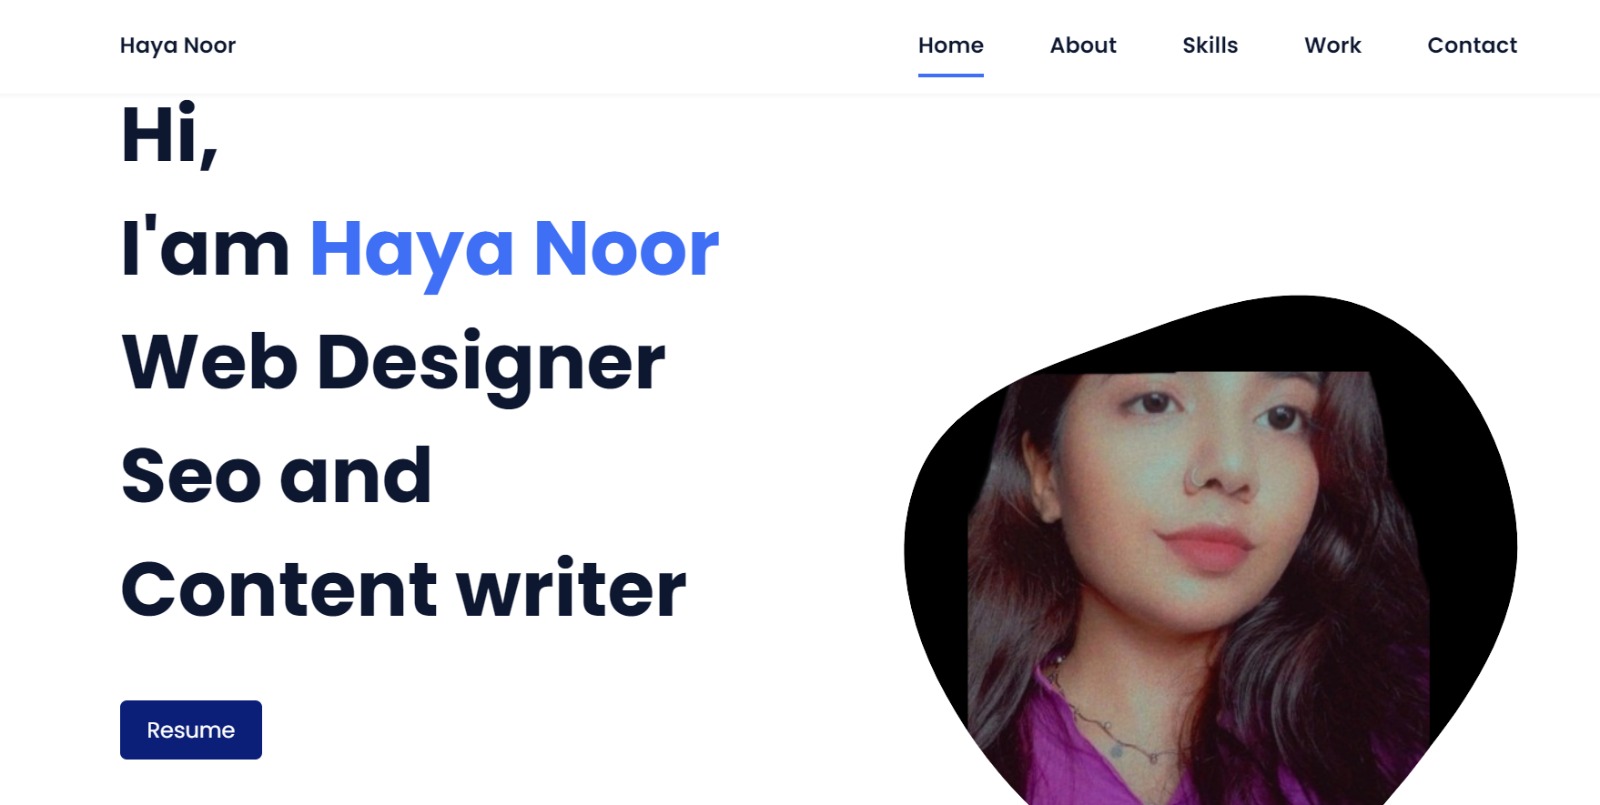 Haya Noor
Home About Skills Work Contact
Hi,
I'am Haya Noor
Web Designer
Seo and
Content writer
Resume